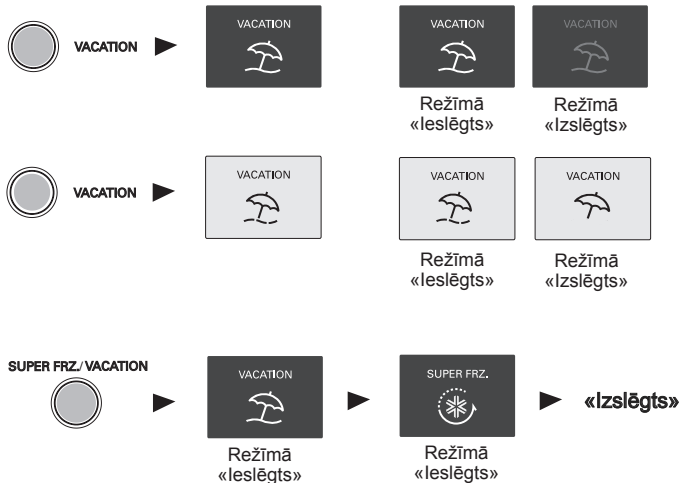 VACATION VACATION VACATION VACATION
Režīmā Režīmā
«Ieslēgts» «Izslēgts»
VACATION VACATION VACATION VACATION
Režīmā Režīmā
«Ieslēgts» «Izslēgts»
SUPER FRZ./VACATION
VACATION SUPER FRZ.
«Izslēgts»
Režīmā Režīmā
«Ieslēgts» «Ieslēgts»